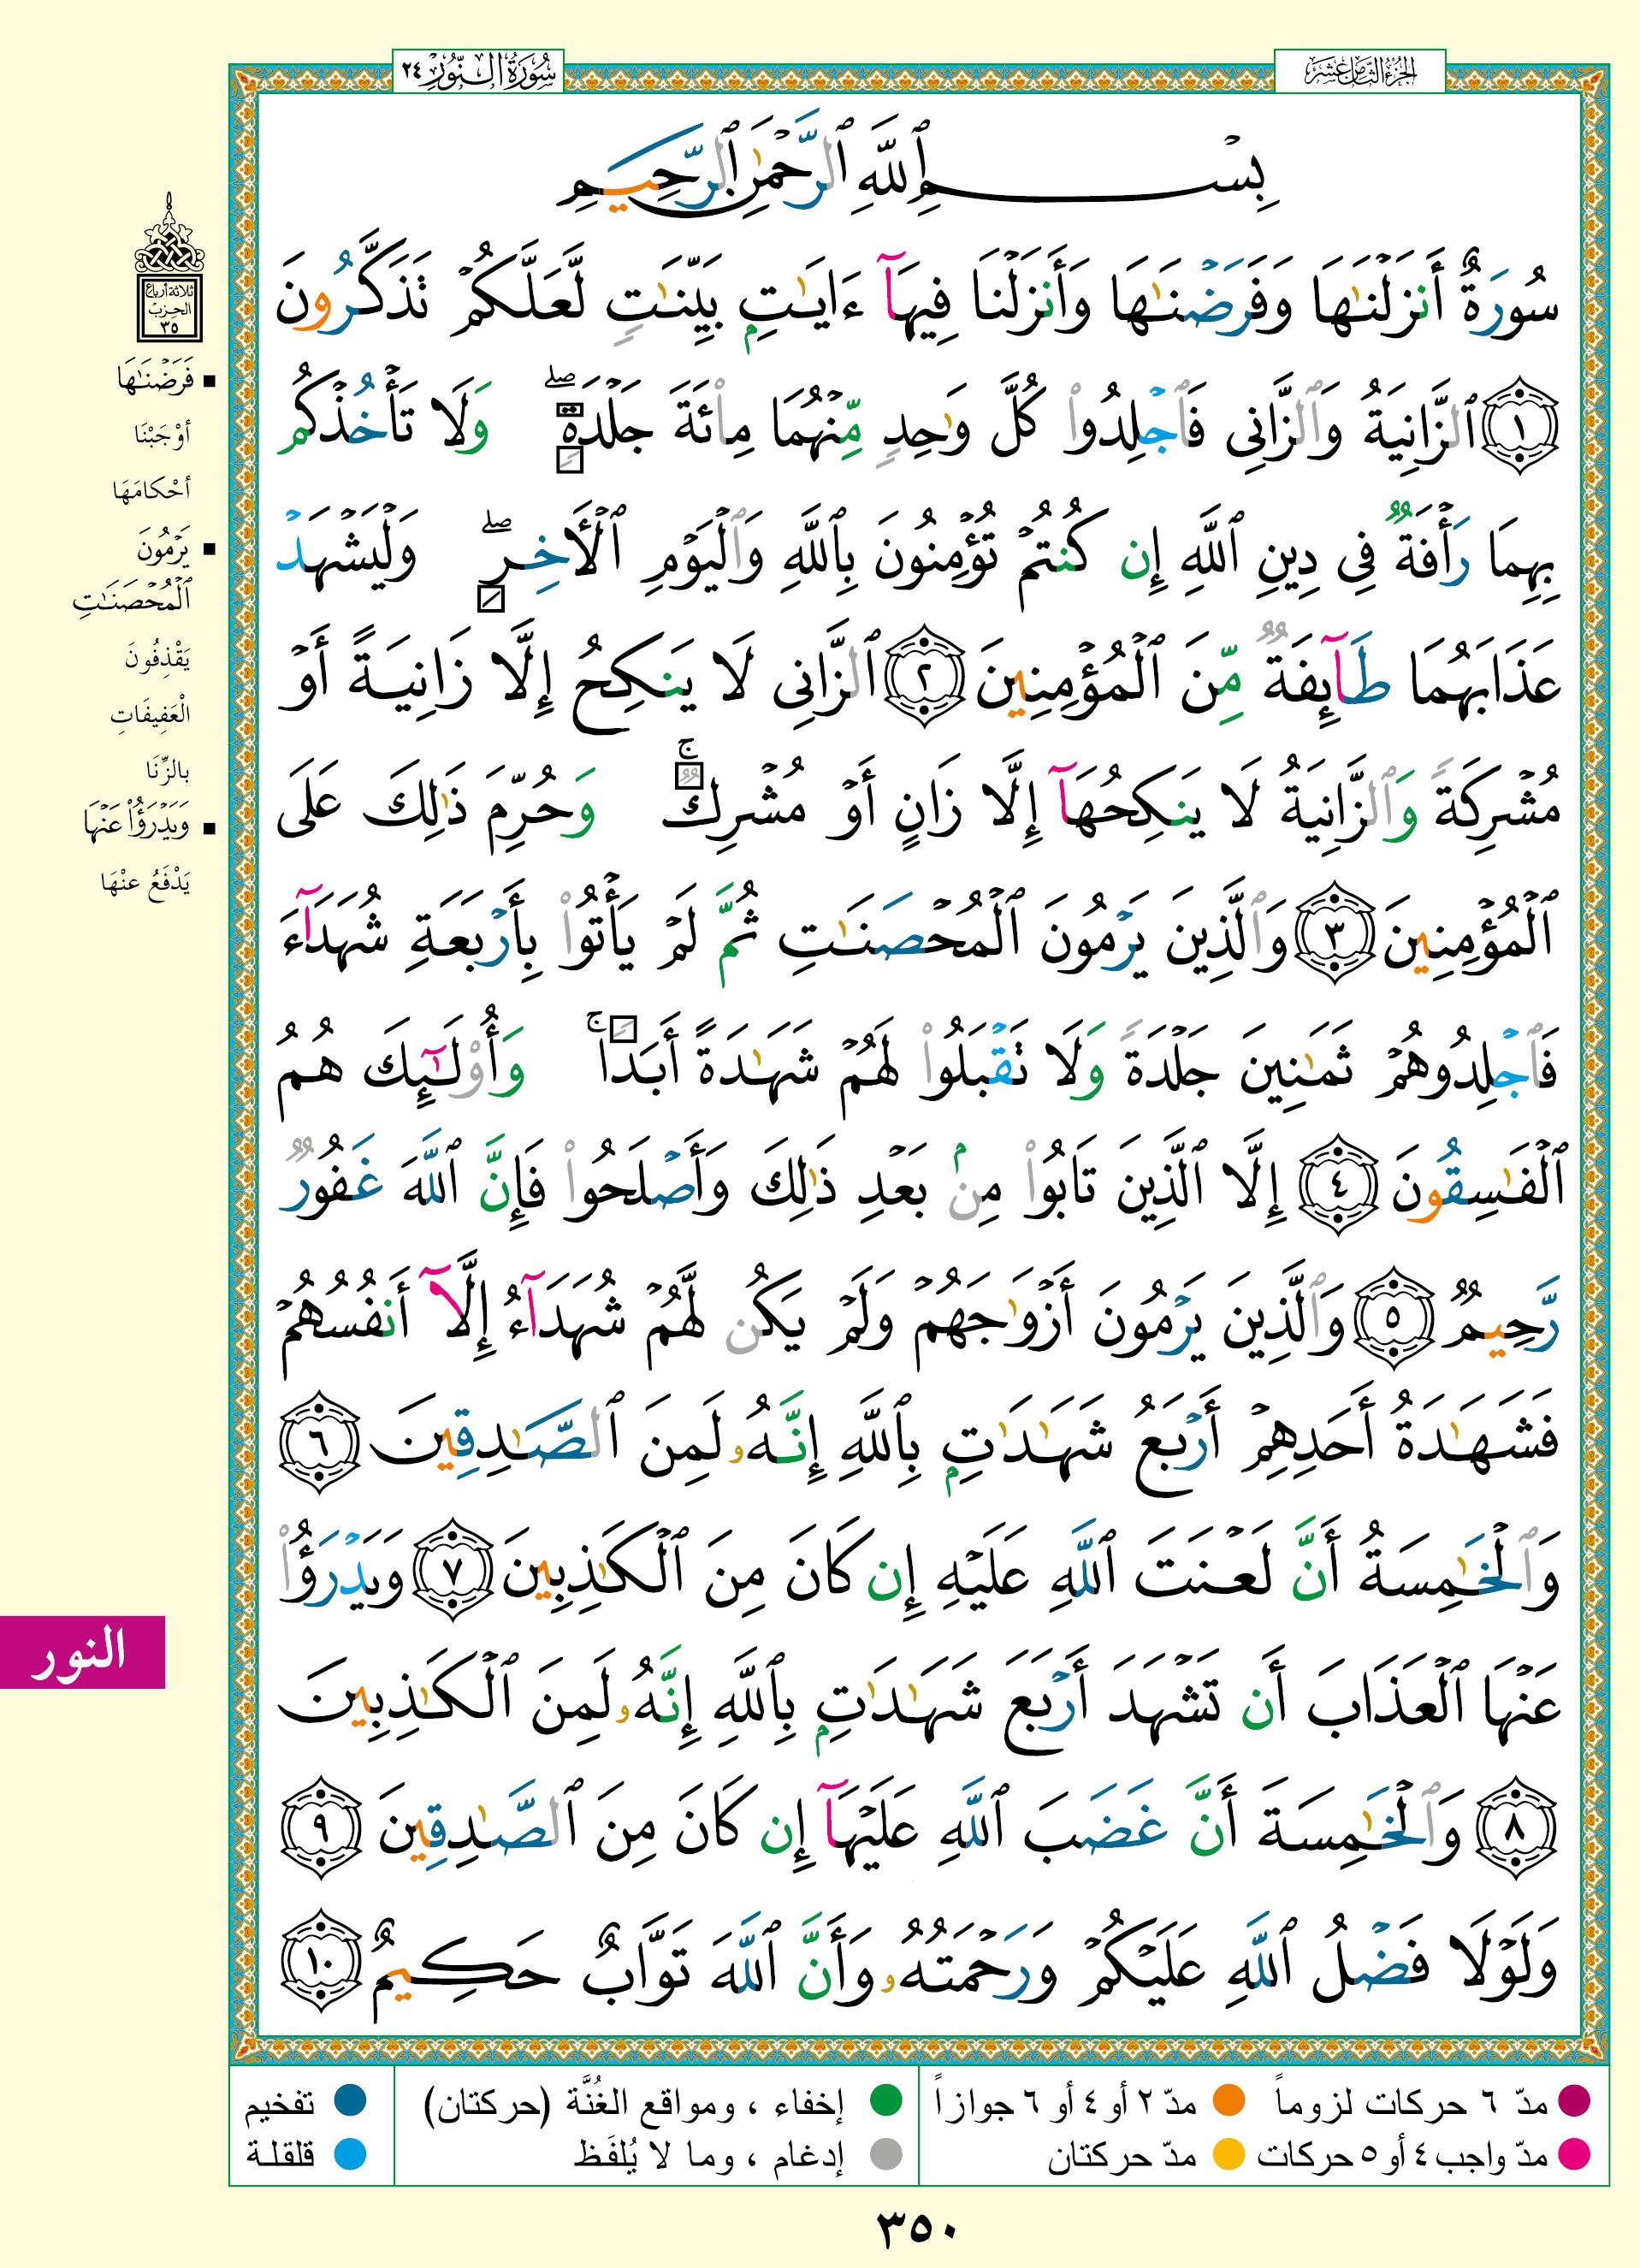 الجزء الثامن عشر
سورة النور ٢٤
بِسْمِ ٱللَّهِ ٱلرَّحْمَٰنِ ٱلرَّحِيمِ
سُورَةٌ أَنزَلْنَٰهَا وَفَرَضْنَٰهَا وَأَنزَلْنَا فِيهَآ ءَايَٰتٍۭ بَيِّنَٰتٍ لَّعَلَّكُمْ تَذَكَّرُونَ
١ ٱلزَّانِيَةُ وَٱلزَّانِى فَٱجْلِدُوا۟ كُلَّ وَٰحِدٍ مِّنْهُمَا مِا۟ئَةَ جَلْدَةٍۖ وَلَا تَأْخُذْكُم
بِهِمَا رَأْفَةٌ فِى دِينِ ٱللَّهِ إِن كُنتُمْ تُؤْمِنُونَ بِٱللَّهِ وَٱلْيَوْمِ ٱلْأَخِرِۖ وَلْيَشْهَدْ
عَذَابَهُمَا طَآئِفَةٌ مِّنَ ٱلْمُؤْمِنِينَ ٢ ٱلزَّانِى لَا يَنكِحُ إِلَّا زَانِيَةً أَوْ
مُشْرِكَةً وَٱلزَّانِيَةُ لَا يَنكِحُهَآ إِلَّا زَانٍ أَوْ مُشْرِكٌۚ وَحُرِّمَ ذَٰلِكَ عَلَى
ٱلْمُؤْمِنِينَ ٣ وَٱلَّذِينَ يَرْمُونَ ٱلْمُحْصَنَٰتِ ثُمَّ لَمْ يَأْتُوا۟ بِأَرْبَعَةِ شُهَدَآءَ
فَٱجْلِدُوهُمْ ثَمَٰنِينَ جَلْدَةً وَلَا تَقْبَلُوا۟ لَهُمْ شَهَٰدَةً أَبَدًاۚ وَأُو۟لَٰٓئِكَ هُمُ
ٱلْفَٰسِقُونَ ٤ إِلَّا ٱلَّذِينَ تَابُوا۟ مِنۢ بَعْدِ ذَٰلِكَ وَأَصْلَحُوا۟ فَإِنَّ ٱللَّهَ غَفُورٌ
رَّحِيمٌ ٥ وَٱلَّذِينَ يَرْمُونَ أَزْوَٰجَهُمْ وَلَمْ يَكُن لَّهُمْ شُهَدَآءُ إِلَّآ أَنفُسُهُمْ
فَشَهَٰدَةُ أَحَدِهِمْ أَرْبَعُ شَهَٰدَٰتٍۭ بِٱللَّهِ إِنَّهُۥ لَمِنَ ٱلصَّٰدِقِينَ ٦
وَٱلْخَٰمِسَةُ أَنَّ لَعْنَتَ ٱللَّهِ عَلَيْهِ إِن كَانَ مِنَ ٱلْكَٰذِبِينَ ٧ وَيَدْرَؤُا۟
عَنْهَا ٱلْعَذَابَ أَن تَشْهَدَ أَرْبَعَ شَهَٰدَٰتٍۭ بِٱللَّهِ إِنَّهُۥ لَمِنَ ٱلْكَٰذِبِينَ
٨ وَٱلْخَٰمِسَةَ أَنَّ غَضَبَ ٱللَّهِ عَلَيْهَآ إِن كَانَ مِنَ ٱلصَّٰدِقِينَ ٩
وَلَوْلَا فَضْلُ ٱللَّهِ عَلَيْكُمْ وَرَحْمَتُهُۥ وَأَنَّ ٱللَّهَ تَوَّابٌ حَكِيمٌ ١٠
ثلاثة أرباع
الحزب
٣٥
فَرَضْنَٰهَا
أوْجَبْنَا
أحْكامَهَا
يَرْمُونَ
ٱلْمُحْصَنَٰتِ
يَقْذِفُونَ
الْعَفِيفَاتِ
بالزِّنَا
وَيَدْرَؤُا۟ عَنْهَا
يَدْفَعُ عنْهَا
النور
مدّ ٦ حركات لزوماً مدّ ٢ أو ٤ أو ٦ جوازاً
مدّ واجب ٤ أو ٥ حركات مدّ حركتان
إخفاء ، ومواقع الغُنَّة (حركتان)
إدغام ، وما لا يُلفَظ
تفخيم
قلقلة
٣٥٠